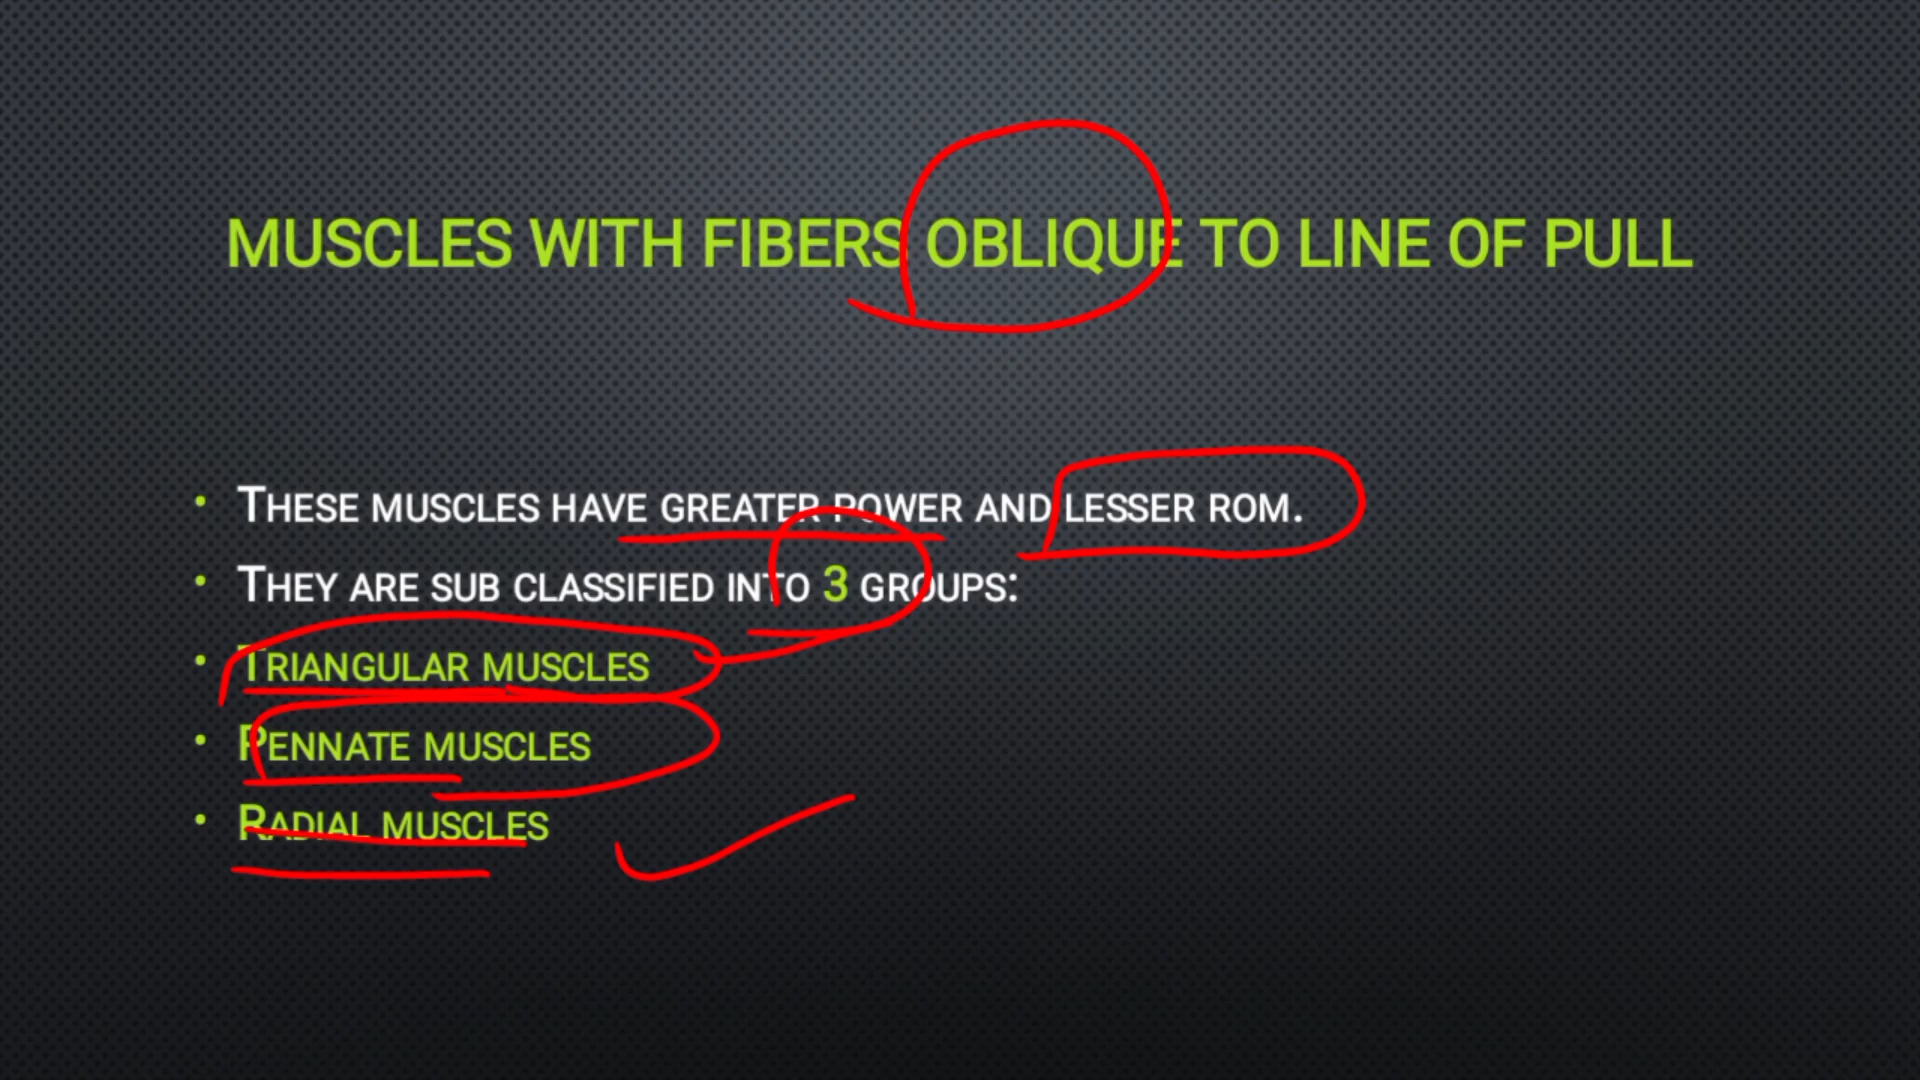 MUSCLES WITH FIBERS OBLIQUE TO LINE OF PULL
• THESE MUSCLES HAVE GREATER POWER AND LESSER ROM.
• THEY ARE SUB CLASSIFIED INTO 3 GROUPS:
• TRIANGULAR MUSCLES
• PENNATE MUSCLES
• RADIAL MUSCLES